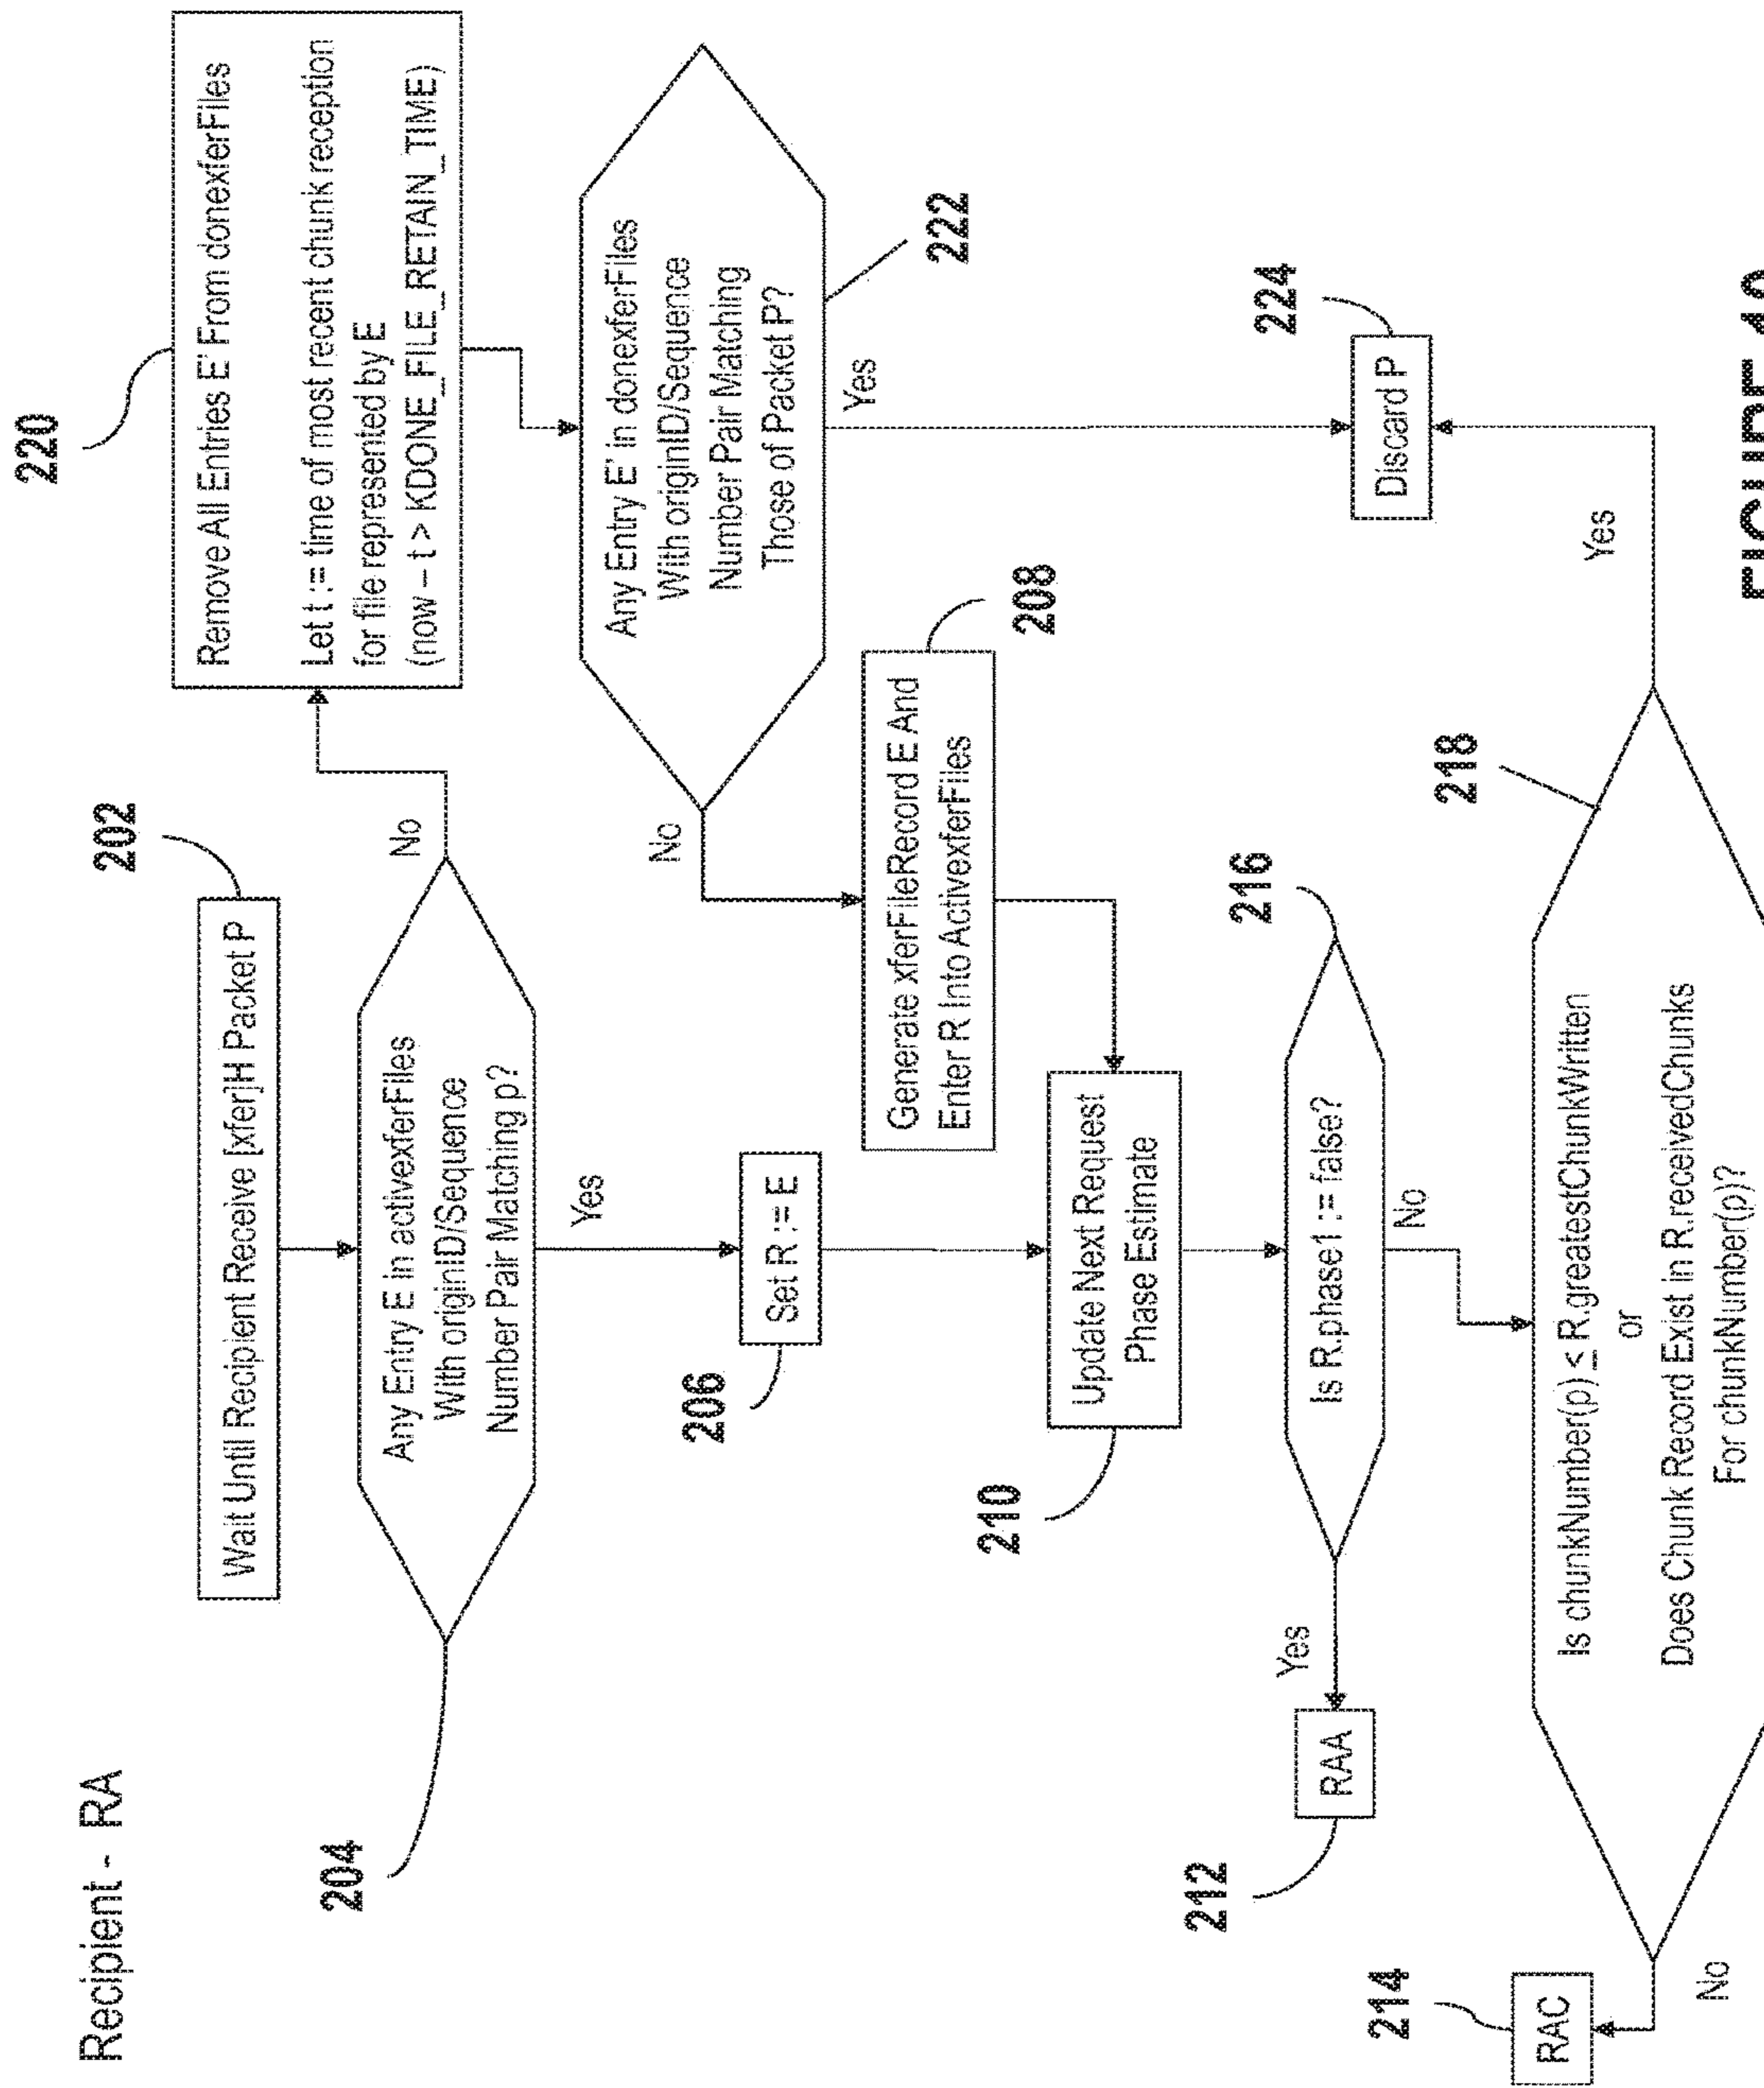 Recipient - RA
202
Wait Until Recipient Receive [xfer]H Packet P
204
Any Entry E in activexferFiles
With originID/Sequence
Number Pair Matching p?
No
Yes
220
Remove All Entries E' From donexferFiles
Let t := time of most recent chunk reception
for file represented by E
(now – t > KDONE_FILE_RETAIN_TIME)
222
Any Entry E' in donexferFiles
With originID/Sequence
Number Pair Matching
Those of Packet P?
No
Yes
206
Set R := E
208
Generate xferFileRecord E And
Enter R Into ActivexferFiles
210
Update Next Request
Phase Estimate
216
Is R.phase1 := false?
Yes
No
212
RAA
224
Discard P
218
Is chunkNumber(p) ≤ R.greatestChunkWritten
or
Does Chunk Record Exist in R.receivedChunks
For chunkNumber(p)?
Yes
No
214
RAC